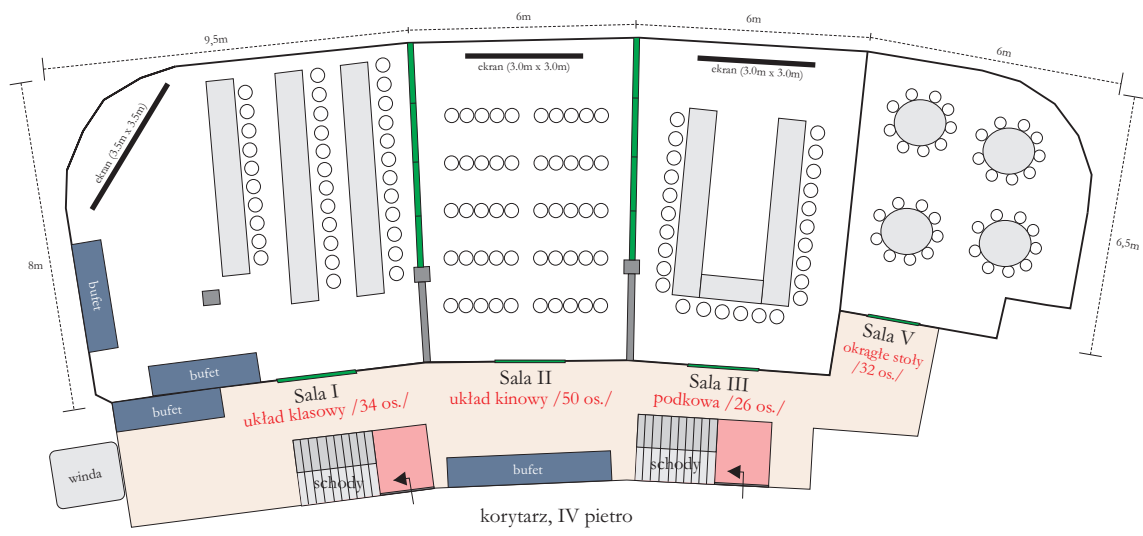 9,5m
6m
6m
6m
8m
6,5m
ekran (3.5m x 3.5m)
ekran (3.0m x 3.0m)
ekran (3.0m x 3.0m)
bufet
bufet
bufet
Sala I
układ klasowy /34 os./
Sala II
układ kinowy /50 os./
Sala III
podkowa /26 os./
Sala V
okrągłe stoły
/32 os./
winda
schody
bufet
schody
korytarz, IV pietro